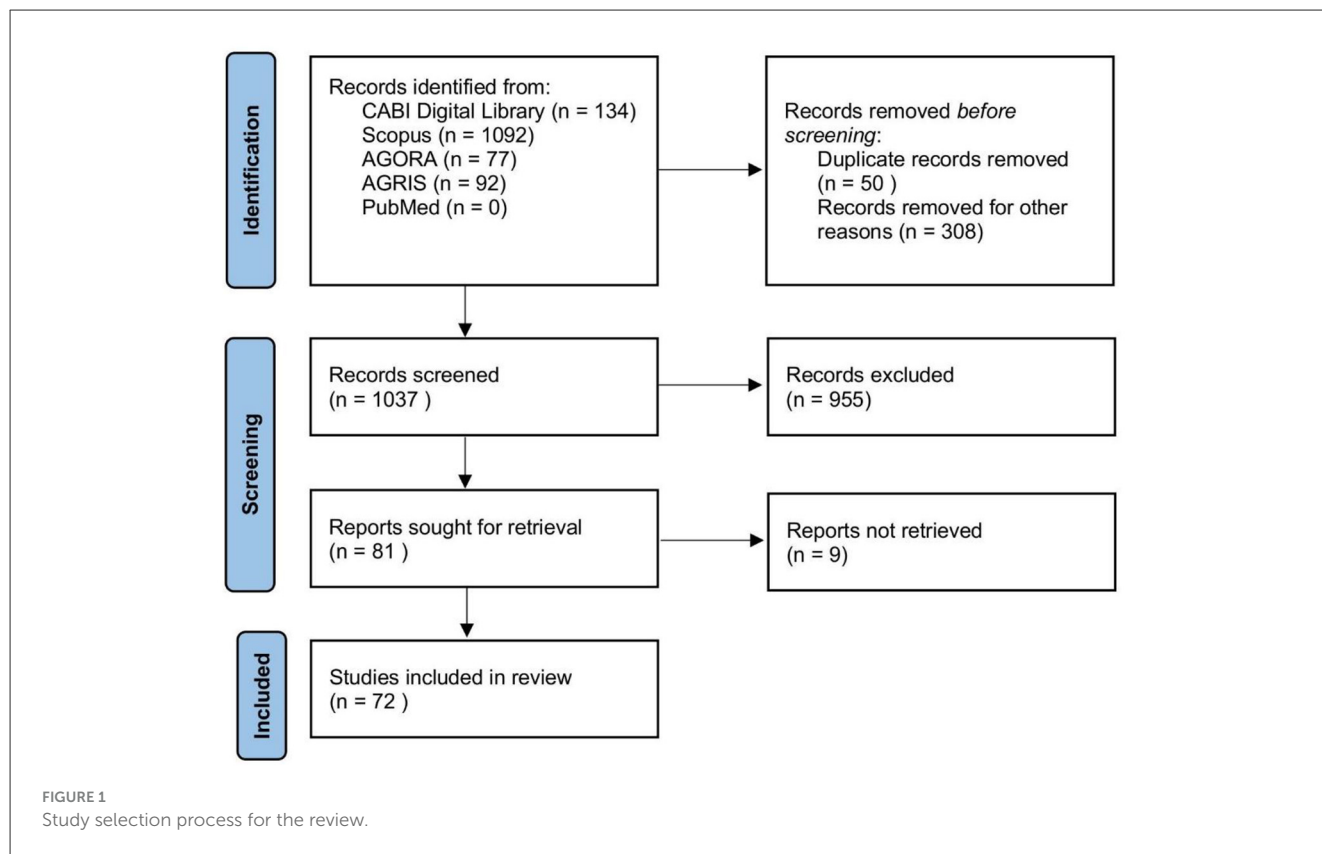 Identification
Records identified from:
CABI Digital Library (n = 134)
Scopus (n = 1092)
AGORA (n = 77)
AGRIS (n = 92)
PubMed (n = 0)
Records removed before
screening:
Duplicate records removed
(n = 50 )
Records removed for other
reasons (n = 308)
Screening
Records screened
(n = 1037 )
Records excluded
(n = 955)
Reports sought for retrieval
(n = 81 )
Reports not retrieved
(n = 9)
Included
Studies included in review
(n = 72 )
FIGURE 1
Study selection process for the review.